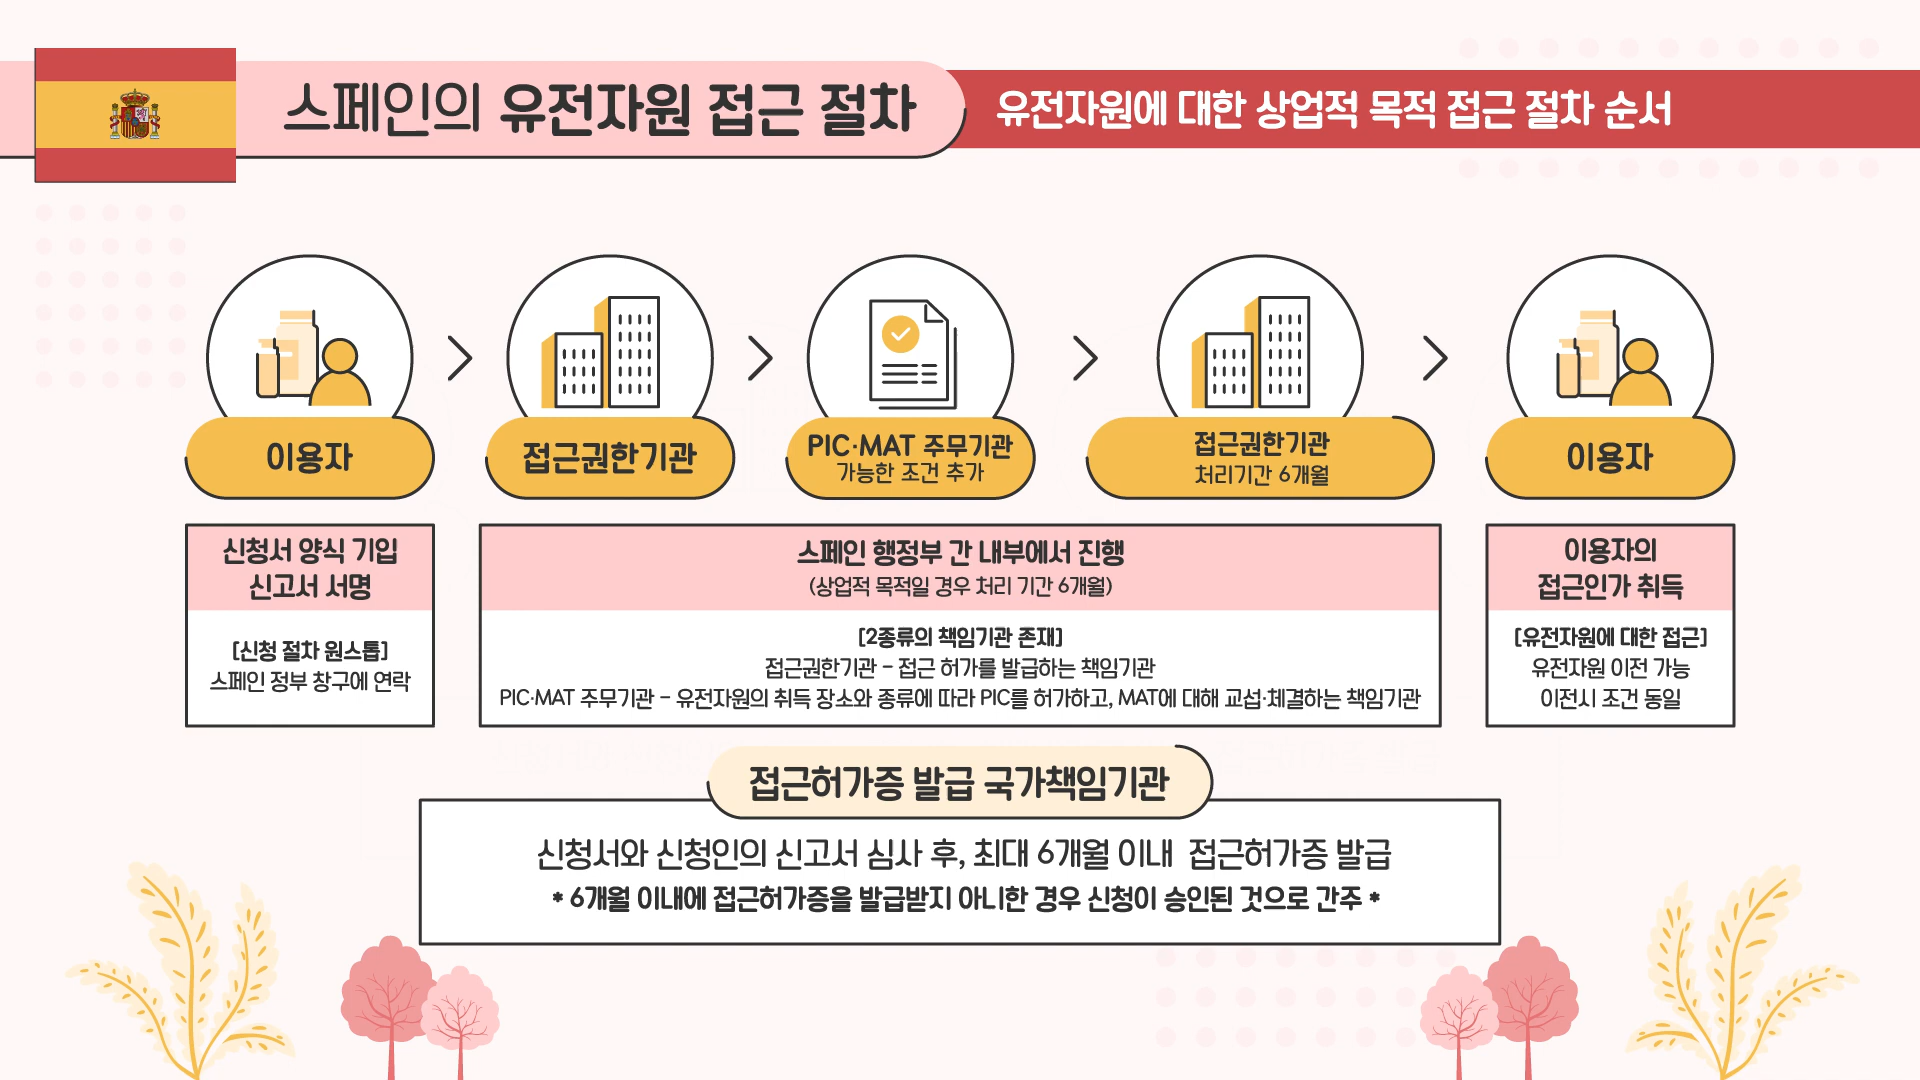 스페인의 유전자원 접근 절차
유전자원에 대한 상업적 목적 접근 절차 순서
이용자
접근권한기관
PIC·MAT 주무기관
가능한 조건 추가
접근권한기관
처리기간 6개월
이용자
신청서 양식 기입
신고서 서명
[신청 절차 원스톱]
스페인 정부 창구에 연락
스페인 행정부 간 내부에서 진행
(상업적 목적일 경우 처리 기간 6개월)
[2종류의 책임기관 존재]
접근권한기관 - 접근 허가를 발급하는 책임기관
PIC·MAT 주무기관 - 유전자원의 취득 장소와 종류에 따라 PIC를 허가하고, MAT에 대해 교섭·체결하는 책임기관
이용자의
접근인가 취득
[유전자원에 대한 접근]
유전자원 이전 가능
이전시 조건 동일
접근허가증 발급 국가책임기관
신청서와 신청인의 신고서 심사 후, 최대 6개월 이내 접근허가증 발급
* 6개월 이내에 접근허가증을 발급받지 아니한 경우 신청이 승인된 것으로 간주 *